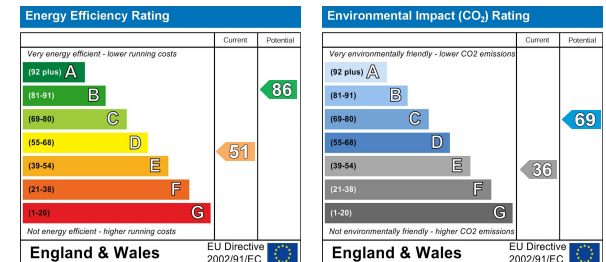 Energy Efficiency Rating
Current Potential
Very energy efficient - lower running costs
(92 plus) A
(81-91) B
86
(69-80) C
(55-68) D
51
(39-54) E
(21-38) F
(1-20) G
Not energy efficient - higher running costs
England & Wales
EU Directive
2002/91/EC
Environmental Impact (CO₂) Rating
Current Potential
Very environmentally friendly - lower CO2 emissions
(92 plus) A
(81-91) B
(69-80) C
69
(55-68) D
(39-54) E
36
(21-38) F
(1-20) G
Not environmentally friendly - higher CO2 emissions
England & Wales
EU Directive
2002/91/EC